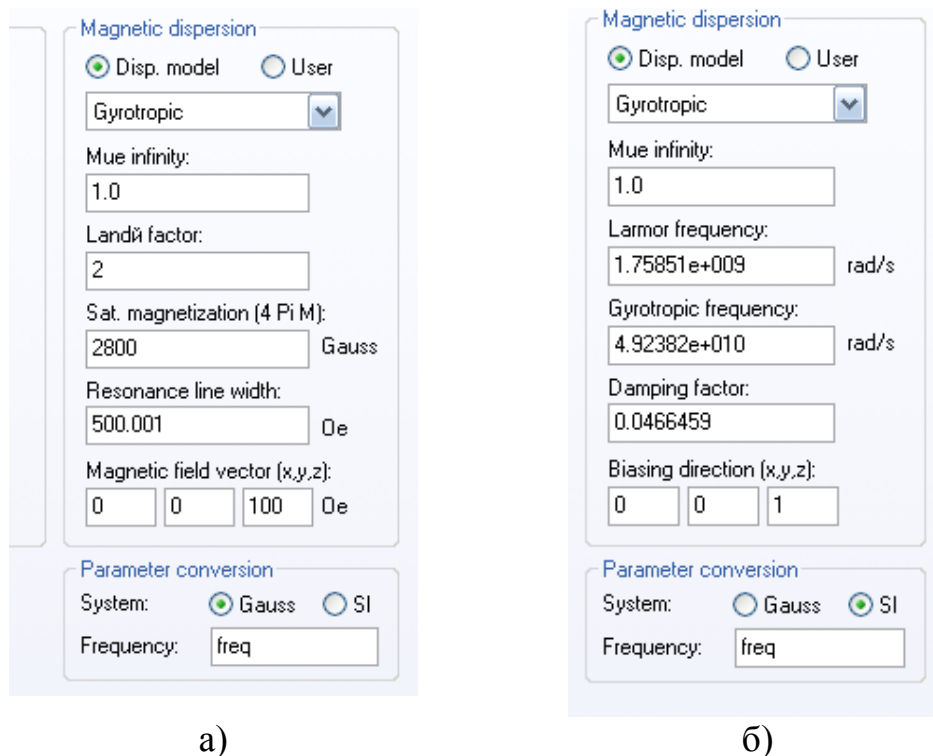 Magnetic dispersion
Disp. model User
Gyrotropic
Mue infinity:
1.0
Landй factor:
2
Sat. magnetization (4 Pi M):
2800 Gauss
Resonance line width:
500.001 Oe
Magnetic field vector (x,y,z):
0 0 100 Oe
Parameter conversion
System: Gauss SI
Frequency: freq
а)
Magnetic dispersion
Disp. model User
Gyrotropic
Mue infinity:
1.0
Larmor frequency:
1.75851e+009 rad/s
Gyrotropic frequency:
4.92382e+010 rad/s
Damping factor:
0.0466459
Biasing direction (x,y,z):
0 0 1
Parameter conversion
System: Gauss SI
Frequency: freq
б)